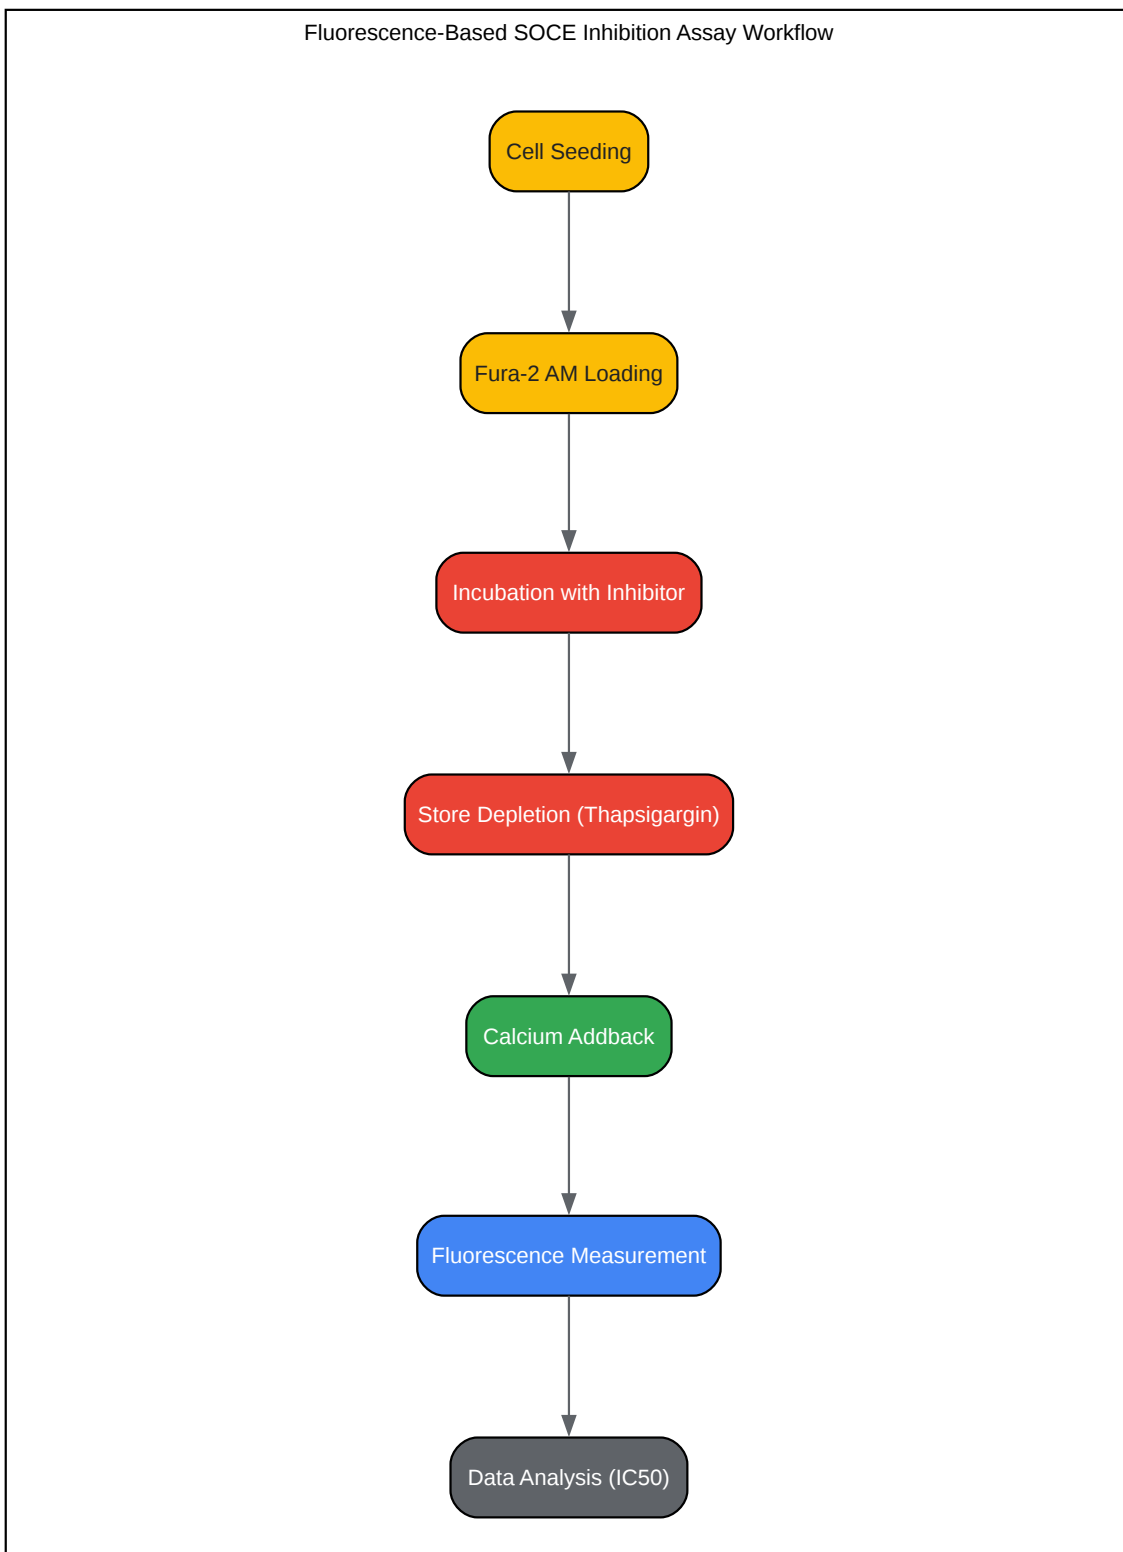 Fluorescence-Based SOCE Inhibition Assay Workflow
Cell Seeding
Fura-2 AM Loading
Incubation with Inhibitor
Store Depletion (Thapsigargin)
Calcium Addback
Fluorescence Measurement
Data Analysis (IC50)